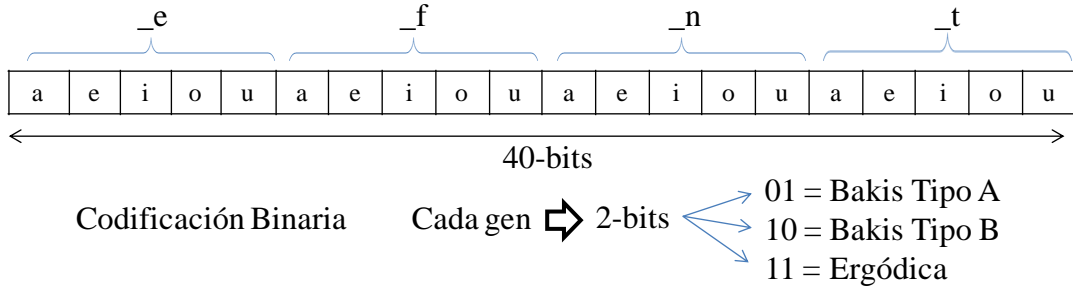 _e _f _n _t
a e i o u a e i o u a e i o u a e i o u
40-bits
Codificación Binaria Cada gen 2-bits
01 = Bakis Tipo A
10 = Bakis Tipo B
11 = Ergódica